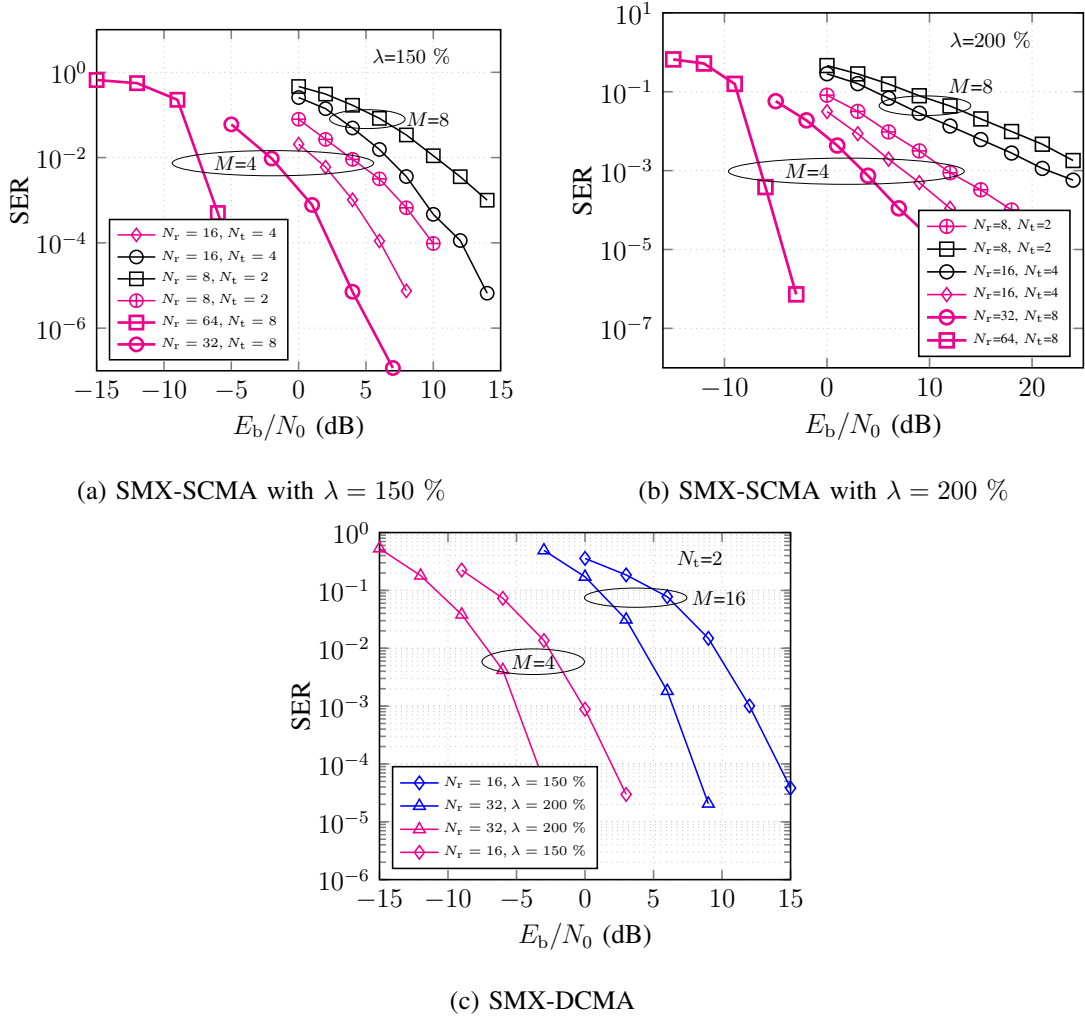 λ=150 %
10^0
10^−2
10^−4
10^−6
SER
M=8
M=4
N_r = 16, N_t = 4
N_r = 16, N_t = 4
N_r = 8, N_t = 2
N_r = 8, N_t = 2
N_r = 64, N_t = 8
N_r = 32, N_t = 8
−15 −10 −5 0 5 10 15
E_b/N_0 (dB)
(a) SMX-SCMA with λ = 150 %
λ=200 %
10^1
10^−1
10^−3
10^−5
10^−7
SER
M=8
M=4
N_r=8, N_t=2
N_r=8, N_t=2
N_r=16, N_t=4
N_r=16, N_t=4
N_r=32, N_t=8
N_r=64, N_t=8
−10 0 10 20
E_b/N_0 (dB)
(b) SMX-SCMA with λ = 200 %
N_t=2
10^0
10^−1
10^−2
10^−3
10^−4
10^−5
10^−6
SER
M=16
M=4
N_r = 16, λ = 150 %
N_r = 32, λ = 200 %
N_r = 32, λ = 200 %
N_r = 16, λ = 150 %
−15 −10 −5 0 5 10 15
E_b/N_0 (dB)
(c) SMX-DCMA